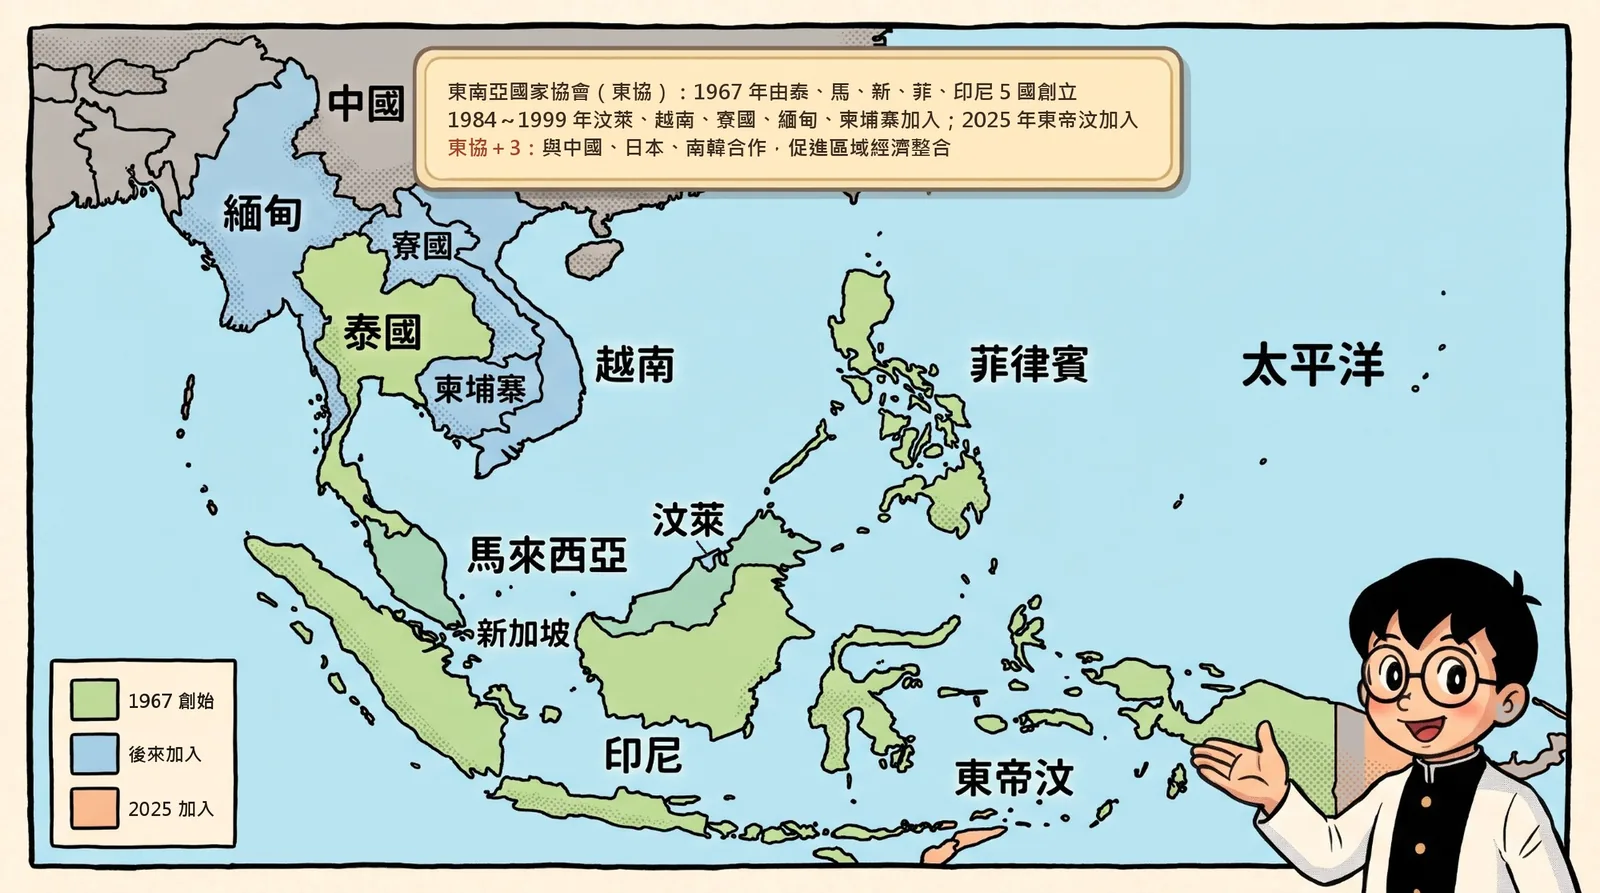 東南亞國家協會（東協）：1967 年由泰、馬、新、菲、印尼 5 國創立
1984～1999 年汶萊、越南、寮國、緬甸、柬埔寨加入；2025 年東帝汶加入
東協＋3：與中國、日本、南韓合作，促進區域經濟整合
中國
緬甸
寮國
泰國
柬埔寨
越南
菲律賓
太平洋
汶萊
馬來西亞
新加坡
印尼
東帝汶
1967 創始
後來加入
2025 加入